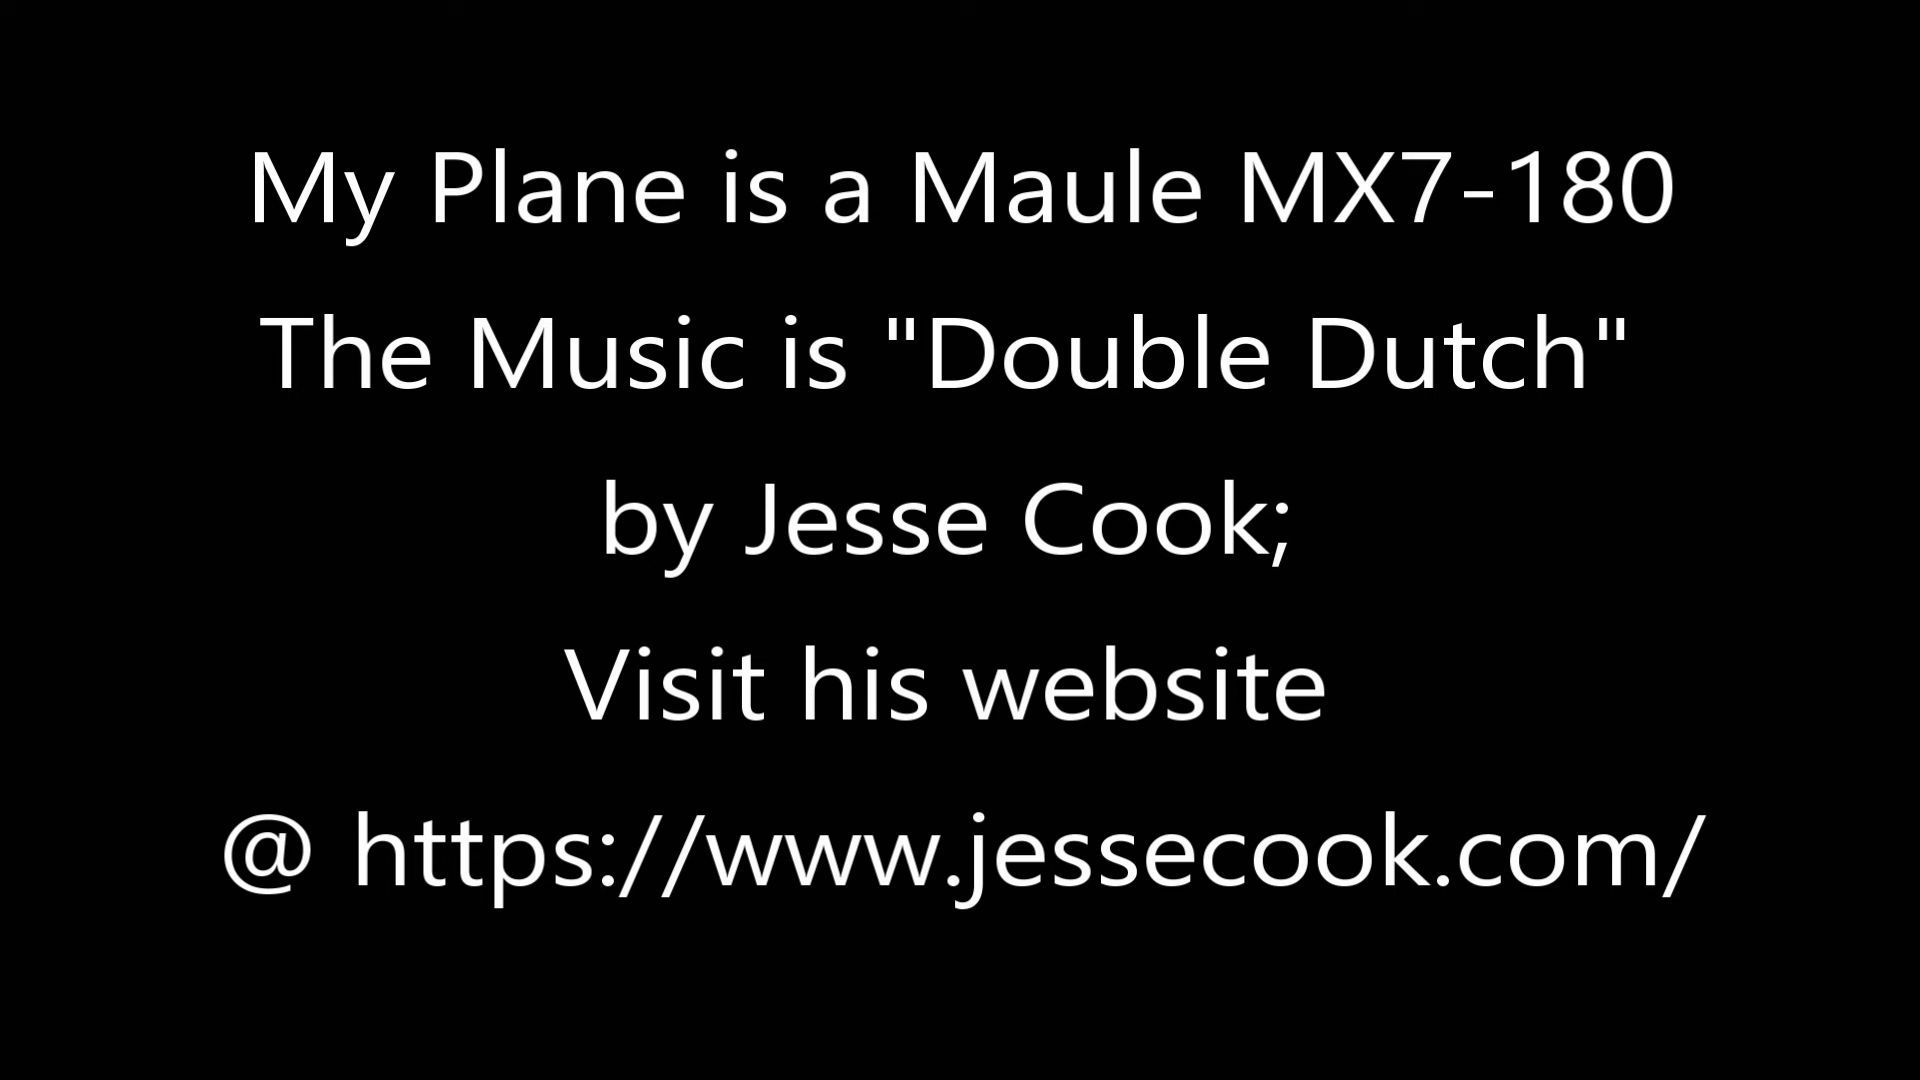 My Plane is a Maule MX7-180
The Music is "Double Dutch"
by Jesse Cook;
Visit his website
@ https://www.jessecook.com/